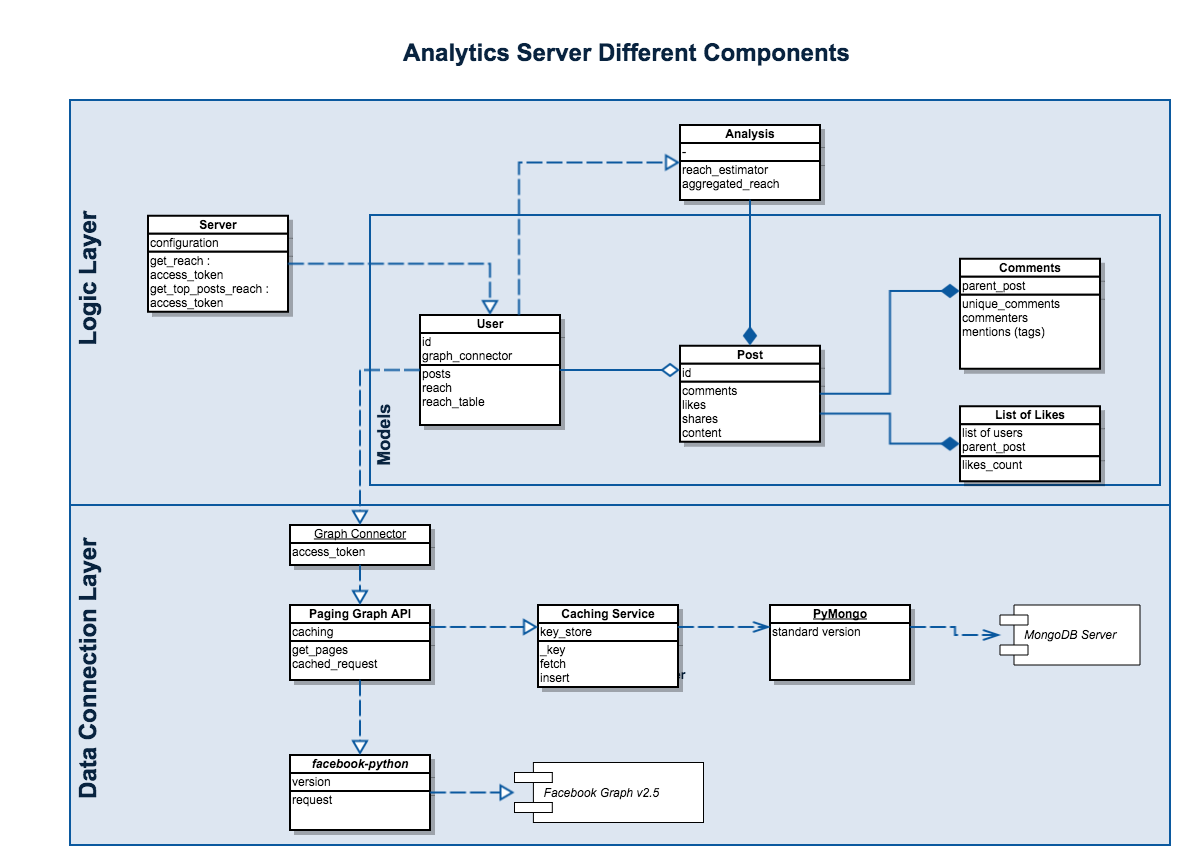 Analytics Server Different Components
Logic Layer
Analysis
-
reach_estimator
aggregated_reach
Server
configuration
get_reach :
access_token
get_top_posts_reach :
access_token
Models
User
id
graph_connector
posts
reach
reach_table
Post
id
comments
likes
shares
content
Comments
parent_post
unique_comments
commenters
mentions (tags)
List of Likes
list of users
parent_post
likes_count
Data Connection Layer
Graph Connector
access_token
Paging Graph API
caching
get_pages
cached_request
Caching Service
key_store
_key
fetch
insert
PyMongo
standard version
MongoDB Server
facebook-python
version
request
Facebook Graph v2.5